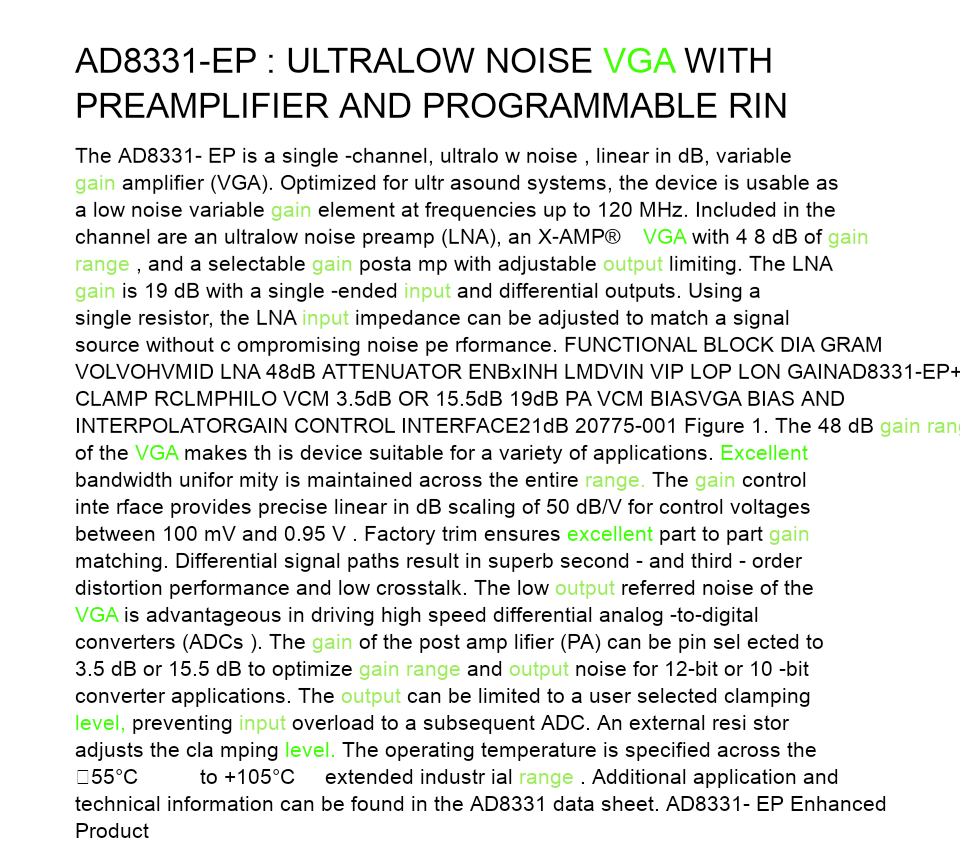 AD8331-EP : ULTRALOW NOISE VGA WITH
PREAMPLIFIER AND PROGRAMMABLE RIN
The AD8331- EP is a single -channel, ultralo w noise , linear in dB, variable
gain amplifier (VGA). Optimized for ultr asound systems, the device is usable as
a low noise variable gain element at frequencies up to 120 MHz. Included in the
channel are an ultralow noise preamp (LNA), an X-AMP® VGA with 4 8 dB of gain
range , and a selectable gain posta mp with adjustable output limiting. The LNA
gain is 19 dB with a single -ended input and differential outputs. Using a
single resistor, the LNA input impedance can be adjusted to match a signal
source without c ompromising noise pe rformance. FUNCTIONAL BLOCK DIA GRAM
VOLVOHVMID LNA 48dB ATTENUATOR ENBxINH LMDVIN VIP LOP LON GAINAD8331-EP+
CLAMP RCLMPHILO VCM 3.5dB OR 15.5dB 19dB PA VCM BIASVGA BIAS AND
INTERPOLATORGAIN CONTROL INTERFACE21dB 20775-001 Figure 1. The 48 dB gain rang
of the VGA makes th is device suitable for a variety of applications. Excellent
bandwidth unifor mity is maintained across the entire range. The gain control
inte rface provides precise linear in dB scaling of 50 dB/V for control voltages
between 100 mV and 0.95 V . Factory trim ensures excellent part to part gain
matching. Differential signal paths result in superb second - and third - order
distortion performance and low crosstalk. The low output referred noise of the
VGA is advantageous in driving high speed differential analog -to-digital
converters (ADCs ). The gain of the post amp lifier (PA) can be pin sel ected to
3.5 dB or 15.5 dB to optimize gain range and output noise for 12-bit or 10 -bit
converter applications. The output can be limited to a user selected clamping
level, preventing input overload to a subsequent ADC. An external resi stor
adjusts the cla mping level. The operating temperature is specified across the
55°C to +105°C extended industr ial range . Additional application and
technical information can be found in the AD8331 data sheet. AD8331- EP Enhanced
Product